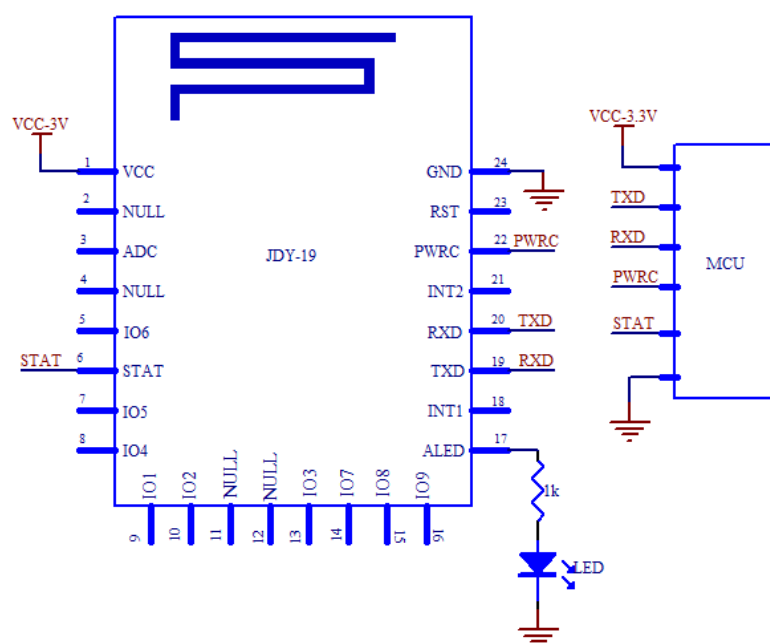 VCC-3V
1 VCC
2 NULL
3 ADC
4 NULL
5 IO6
STAT 6 STAT
7 IO5
8 IO4
JDY-19
GND 24
RST 23
PWRC 22 PWRC
INT2 21
RXD 20 TXD
TXD 19 RXD
INT1 18
ALED 17
IO1 IO2 NULL NULL IO3 IO7 IO8 IO9
9 10 11 12 13 14 15 16
1k
LED
VCC-3.3V
TXD
RXD
PWRC
STAT
MCU